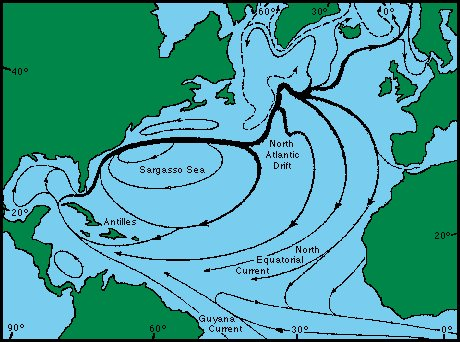 60°
30°
0°
40°
North
Atlantic
Drift
Sargasso Sea
20°
Antilles
20°
North
Equatorial
Current
Guyana
Current
90°
60°
30°
0°